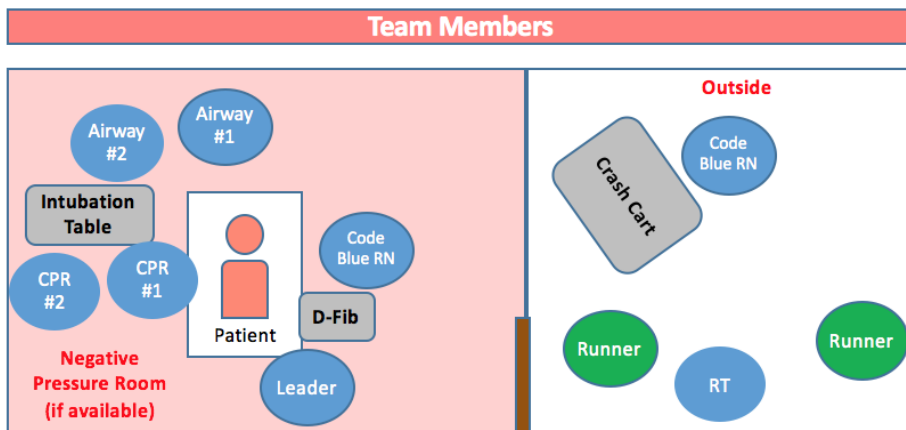 Team Members
Airway
#1
Airway
#2
Intubation
Table
CPR
#2
CPR
#1
Patient
Code
Blue RN
D-Fib
Leader
Negative
Pressure Room
(if available)
Outside
Code
Blue RN
Crash Cart
Runner
RT
Runner